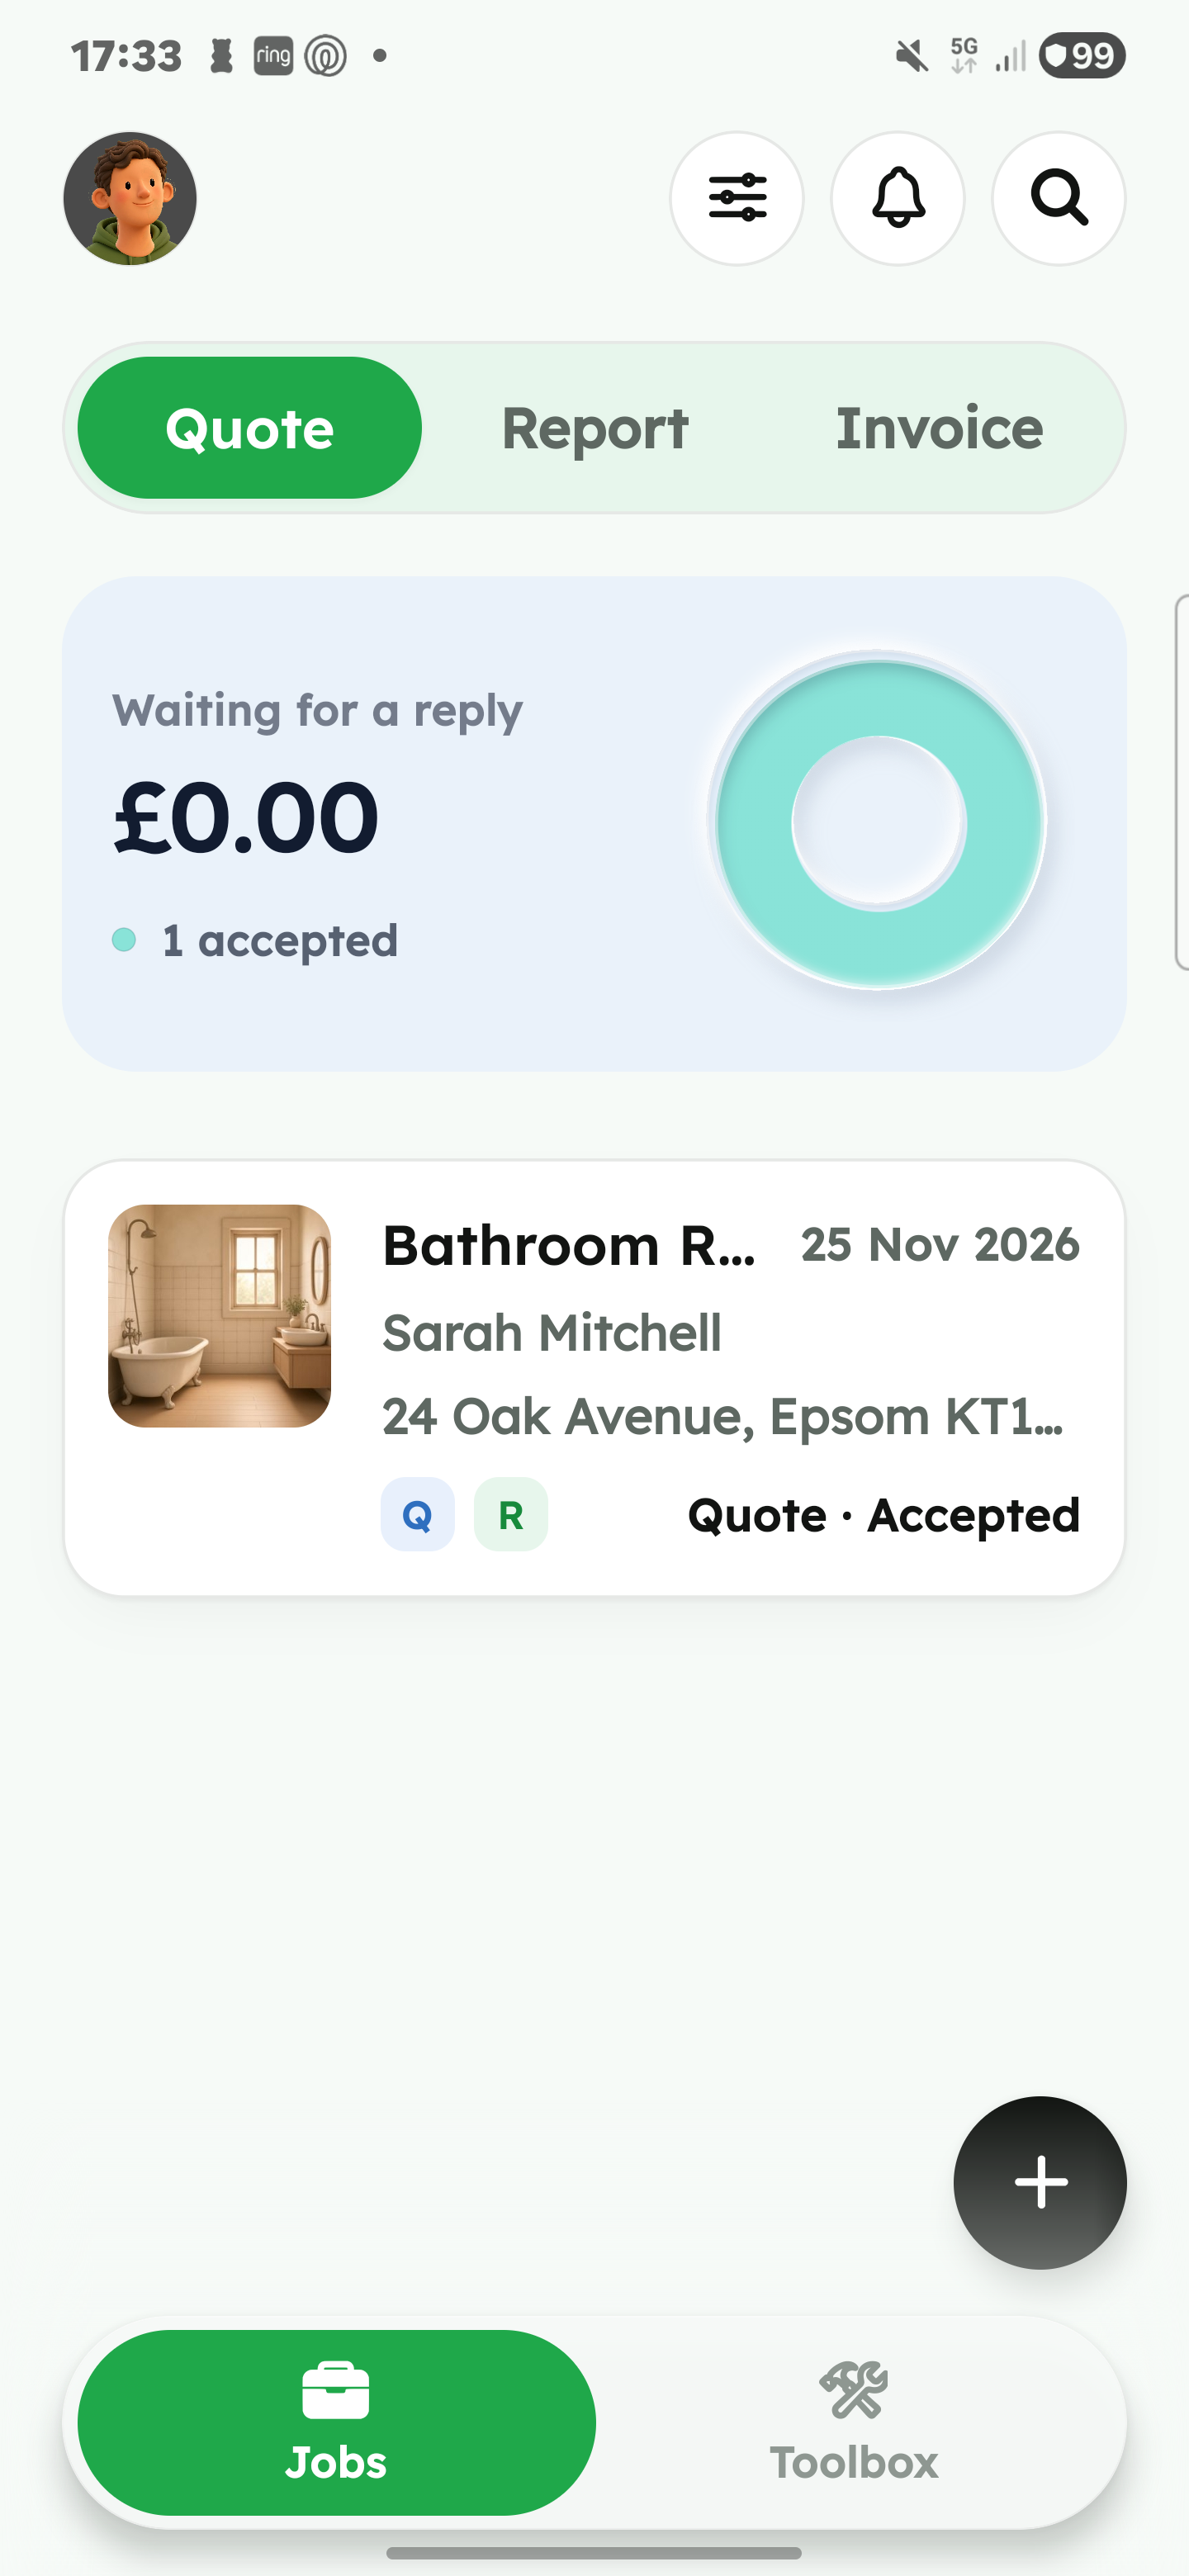 17:33
ring
5G
99
Quote
Report
Invoice
Waiting for a reply
£0.00
1 accepted
Bathroom R...
25 Nov 2026
Sarah Mitchell
24 Oak Avenue, Epsom KT1...
Q
R
Quote · Accepted
Jobs
Toolbox